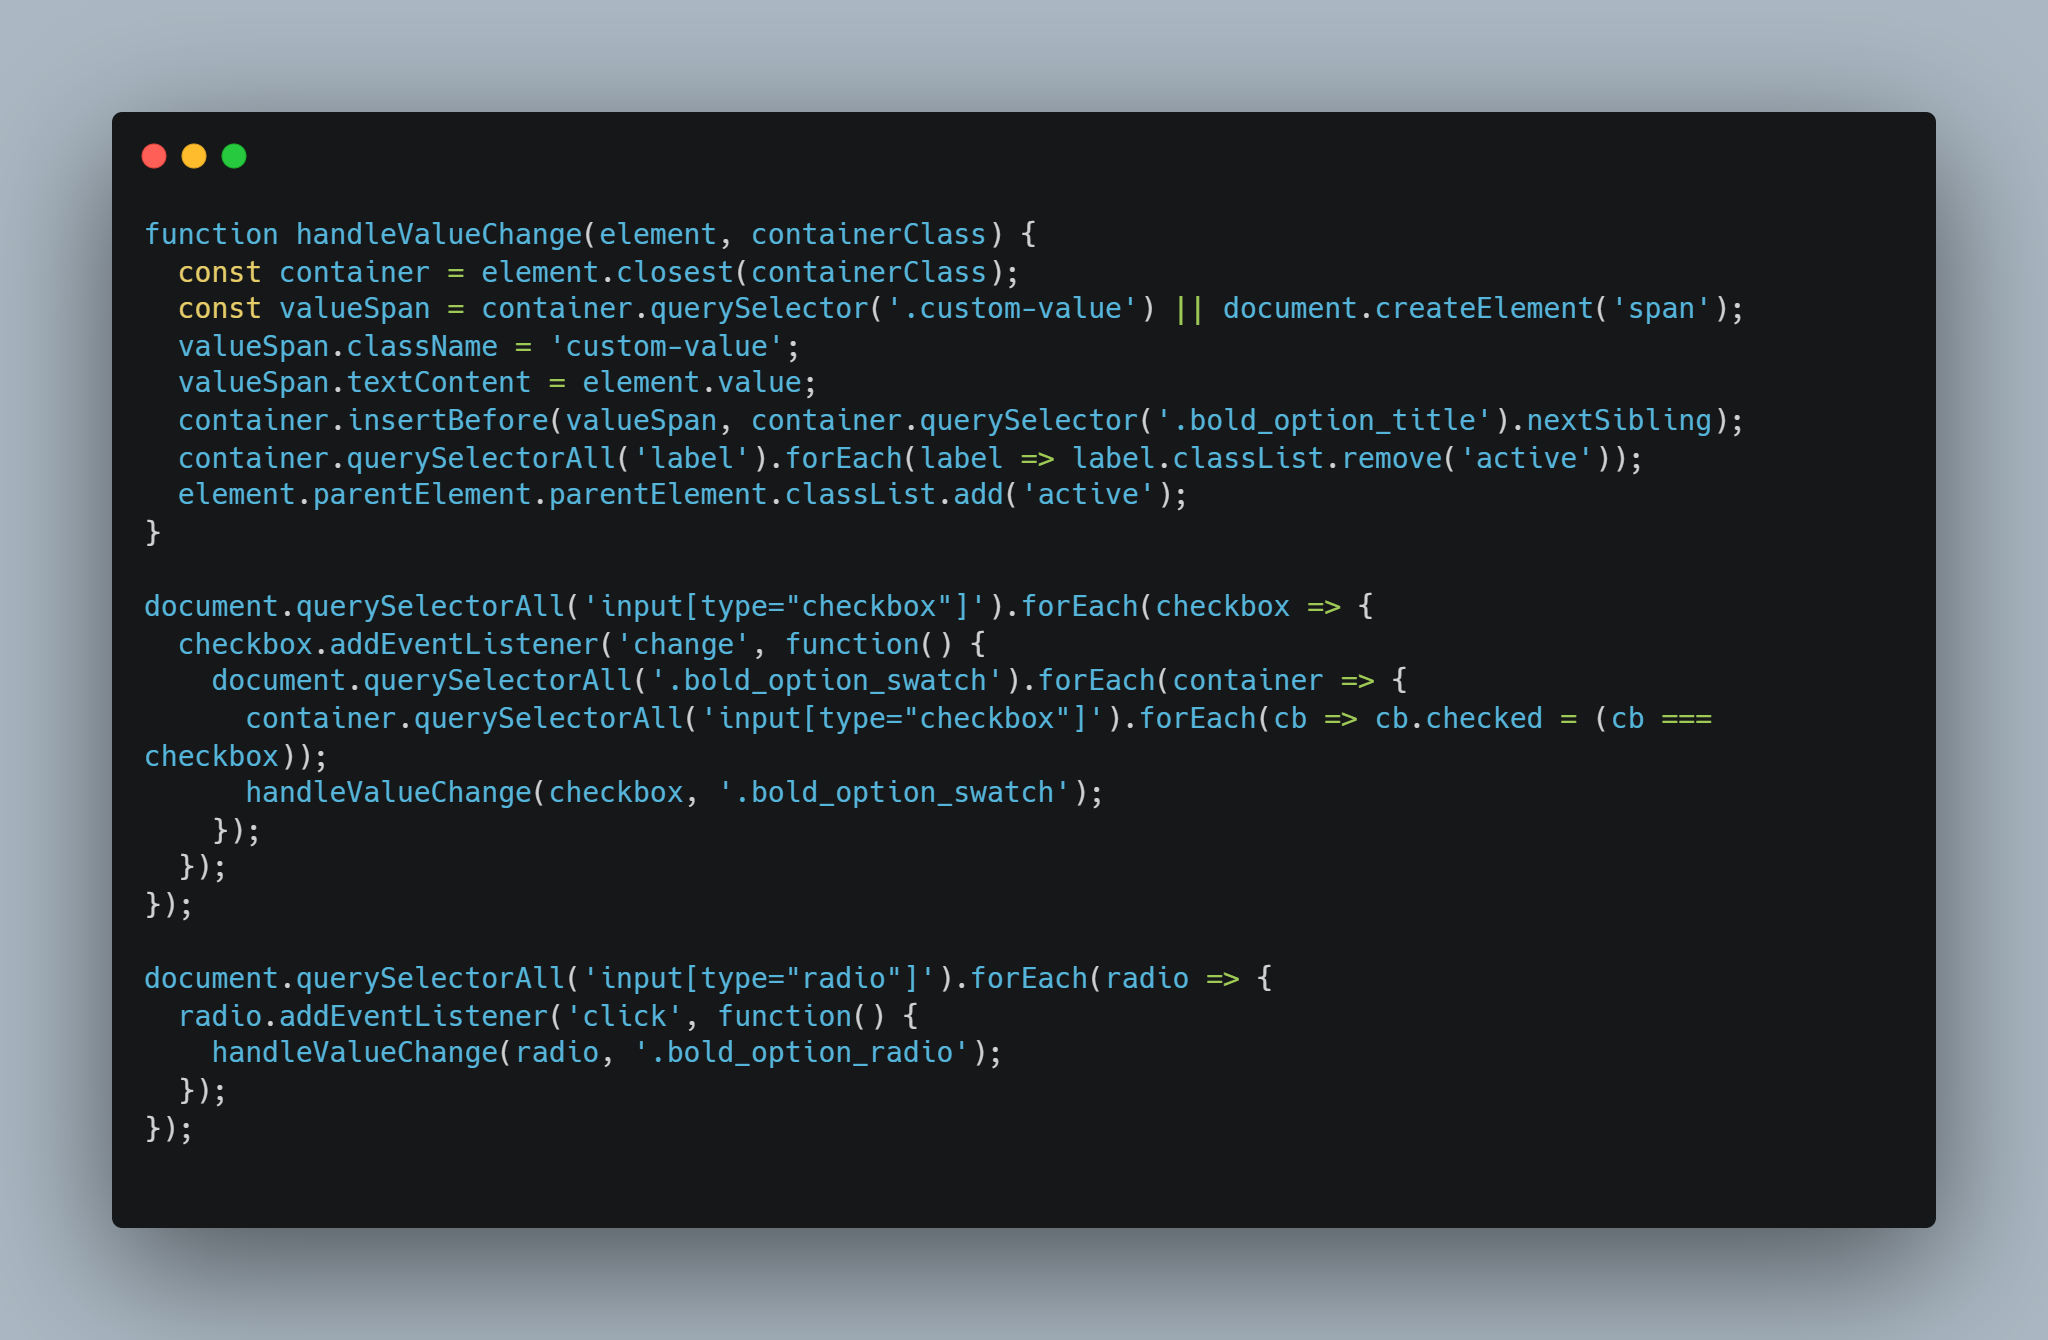 function handleValueChange(element, containerClass) {
  const container = element.closest(containerClass);
  const valueSpan = container.querySelector('.custom-value') || document.createElement('span');
  valueSpan.className = 'custom-value';
  valueSpan.textContent = element.value;
  container.insertBefore(valueSpan, container.querySelector('.bold_option_title').nextSibling);
  container.querySelectorAll('label').forEach(label => label.classList.remove('active'));
  element.parentElement.parentElement.classList.add('active');
}

document.querySelectorAll('input[type="checkbox"]').forEach(checkbox => {
  checkbox.addEventListener('change', function() {
    document.querySelectorAll('.bold_option_swatch').forEach(container => {
      container.querySelectorAll('input[type="checkbox"]').forEach(cb => cb.checked = (cb ===
checkbox));
      handleValueChange(checkbox, '.bold_option_swatch');
    });
  });
});

document.querySelectorAll('input[type="radio"]').forEach(radio => {
  radio.addEventListener('click', function() {
    handleValueChange(radio, '.bold_option_radio');
  });
});